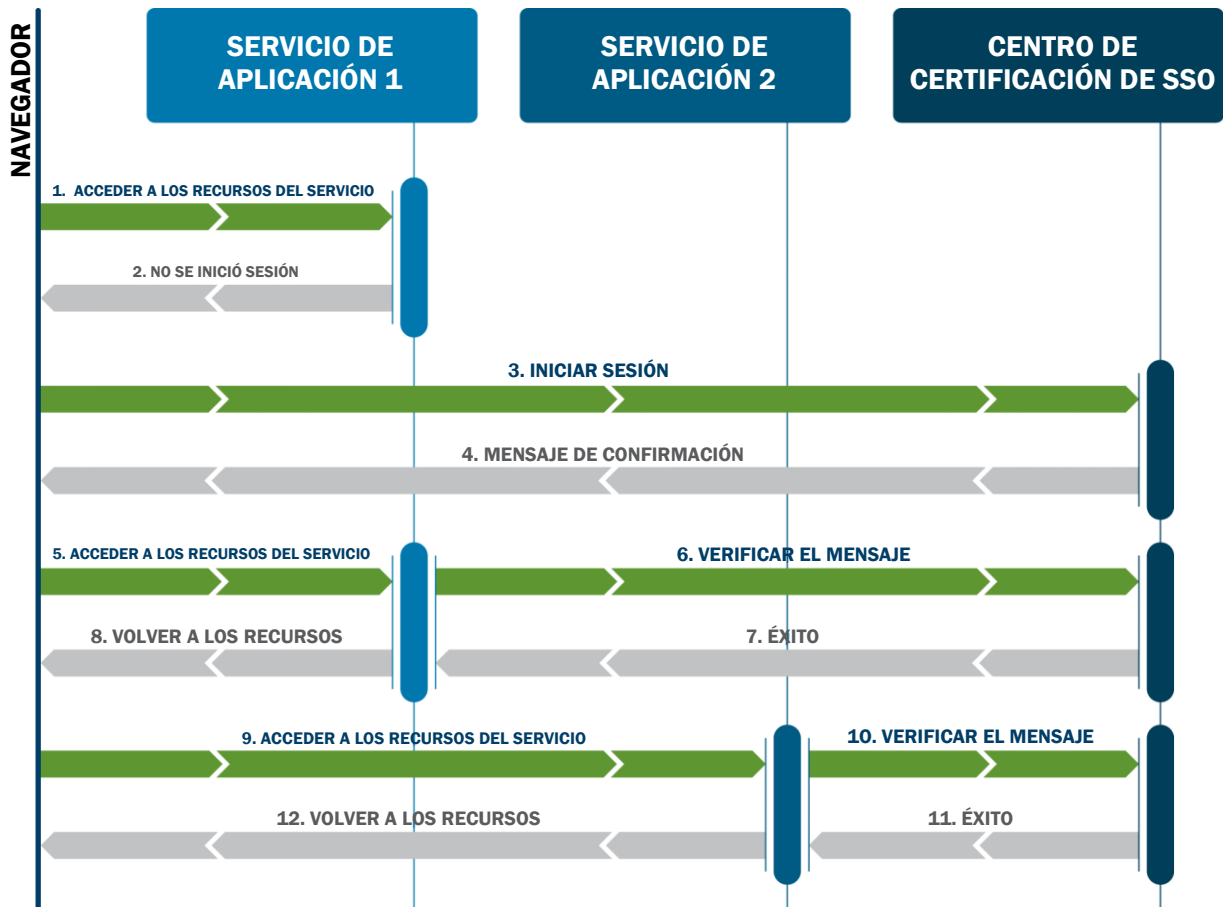 NAVEGADOR
SERVICIO DE
APLICACIÓN 1
SERVICIO DE
APLICACIÓN 2
CENTRO DE
CERTIFICACIÓN DE SSO
1. ACCEDER A LOS RECURSOS DEL SERVICIO
2. NO SE INICIÓ SESIÓN
3. INICIAR SESIÓN
4. MENSAJE DE CONFIRMACIÓN
5. ACCEDER A LOS RECURSOS DEL SERVICIO
6. VERIFICAR EL MENSAJE
8. VOLVER A LOS RECURSOS
7. ÉXITO
9. ACCEDER A LOS RECURSOS DEL SERVICIO
10. VERIFICAR EL MENSAJE
12. VOLVER A LOS RECURSOS
11. ÉXITO